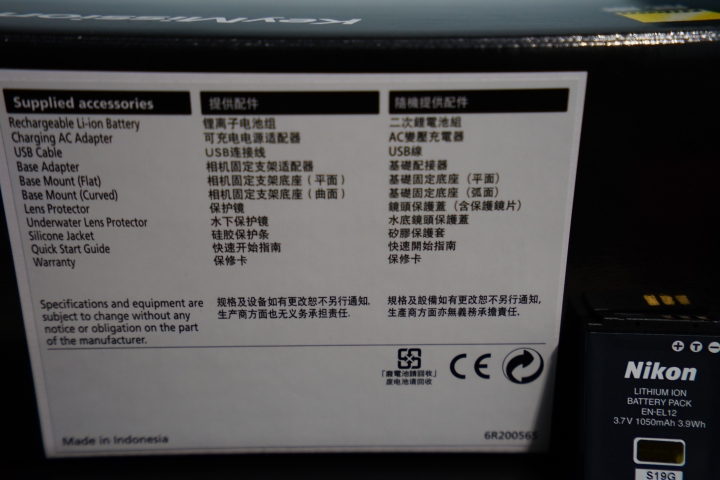 KeyMission
Supplied accessories
Rechargeable Li-ion Battery
Charging AC Adapter
USB Cable
Base Adapter
Base Mount (Flat)
Base Mount (Curved)
Lens Protector
Underwater Lens Protector
Silicone Jacket
Quick Start Guide
Warranty
Specifications and equipment are
subject to change without any
notice or obligation on the part
of the manufacturer.
提供配件
锂离子电池组
可充电电源适配器
USB连接线
相机固定支架适配器
相机固定支架底座（平面）
相机固定支架底座（曲面）
保护镜
水下保护镜
硅胶保护条
快速开始指南
保修卡
规格及设备如有更改恕不另行通知,
生产商方面也无义务承担责任.
隨機提供配件
二次鋰電池組
AC變壓充電器
USB線
基礎配接器
基礎固定底座（平面）
基礎固定底座（弧面）
鏡頭保護蓋（含保護鏡片）
水底鏡頭保護蓋
矽膠保護套
快速開始指南
保修卡
規格及設備如有更改恕不另行通知,
生產商方面亦無義務承擔責任.
「廢電池請回收」
废电池请回收
CE
Made in Indonesia
6R200565
+ T −
Nikon
LITHIUM ION
BATTERY PACK
EN-EL12
3.7V 1050mAh 3.9Wh
S19G